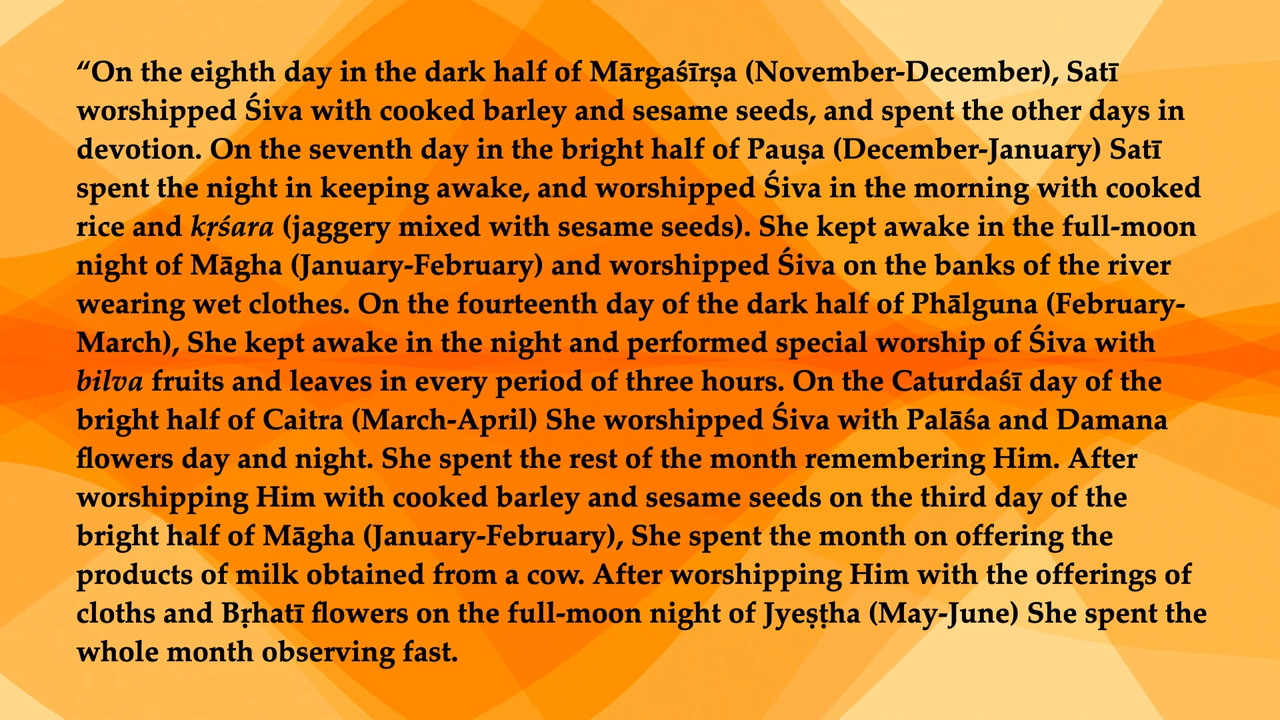 “On the eighth day in the dark half of Mārgaśīrṣa (November-December), Satī
worshipped Śiva with cooked barley and sesame seeds, and spent the other days in
devotion. On the seventh day in the bright half of Pauṣa (December-January) Satī
spent the night in keeping awake, and worshipped Śiva in the morning with cooked
rice and kṛśara (jaggery mixed with sesame seeds). She kept awake in the full-moon
night of Māgha (January-February) and worshipped Śiva on the banks of the river
wearing wet clothes. On the fourteenth day of the dark half of Phālguna (February-
March), She kept awake in the night and performed special worship of Śiva with
bilva fruits and leaves in every period of three hours. On the Caturdaśī day of the
bright half of Caitra (March-April) She worshipped Śiva with Palāśa and Damana
flowers day and night. She spent the rest of the month remembering Him. After
worshipping Him with cooked barley and sesame seeds on the third day of the
bright half of Māgha (January-February), She spent the month on offering the
products of milk obtained from a cow. After worshipping Him with the offerings of
cloths and Bṛhatī flowers on the full-moon night of Jyeṣṭha (May-June) She spent the
whole month observing fast.